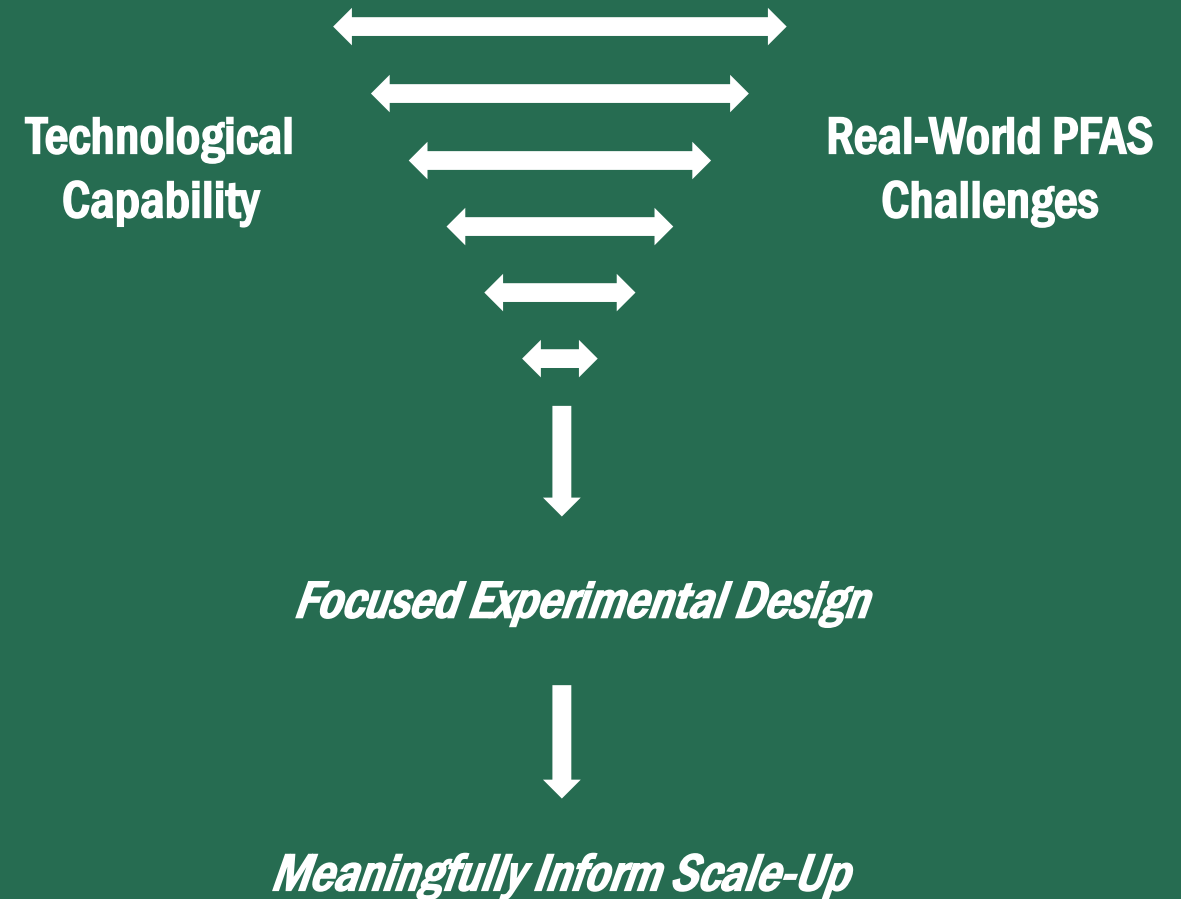 Technological
Capability
Real-World PFAS
Challenges
Focused Experimental Design
Meaningfully Inform Scale-Up